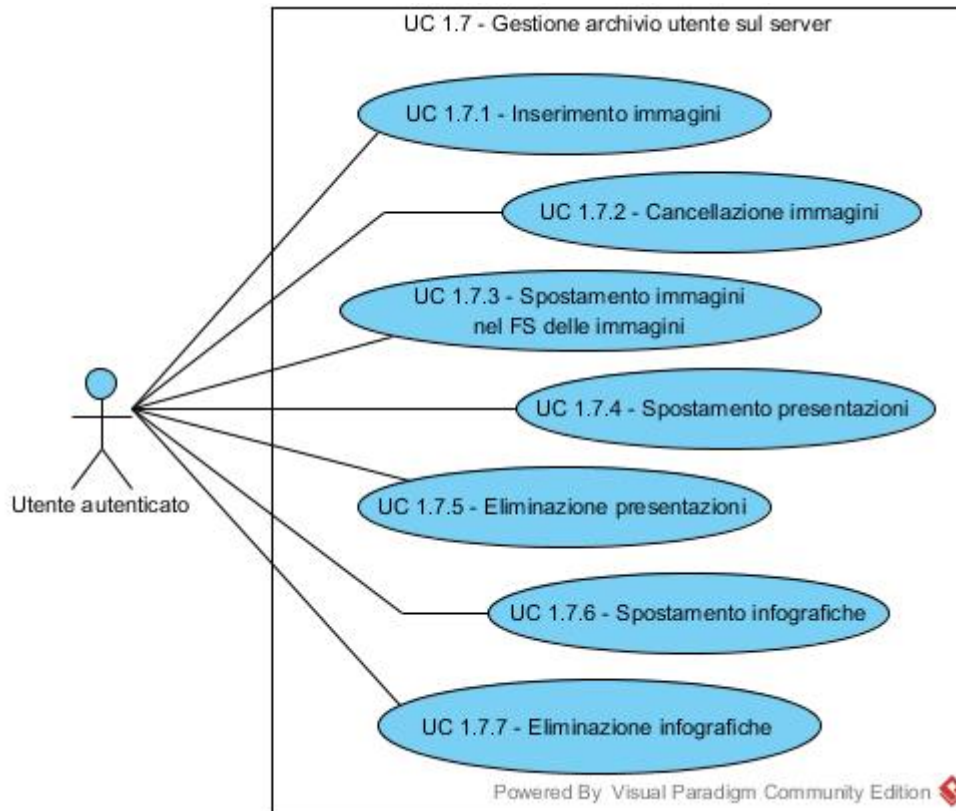 UC 1.7 - Gestione archivio utente sul server
UC 1.7.1 - Inserimento immagini
UC 1.7.2 - Cancellazione immagini
UC 1.7.3 - Spostamento immagini
nel FS delle immagini
UC 1.7.4 - Spostamento presentazioni
Utente autenticato
UC 1.7.5 - Eliminazione presentazioni
UC 1.7.6 - Spostamento infografiche
UC 1.7.7 - Eliminazione infografiche
Powered By Visual Paradigm Community Edition